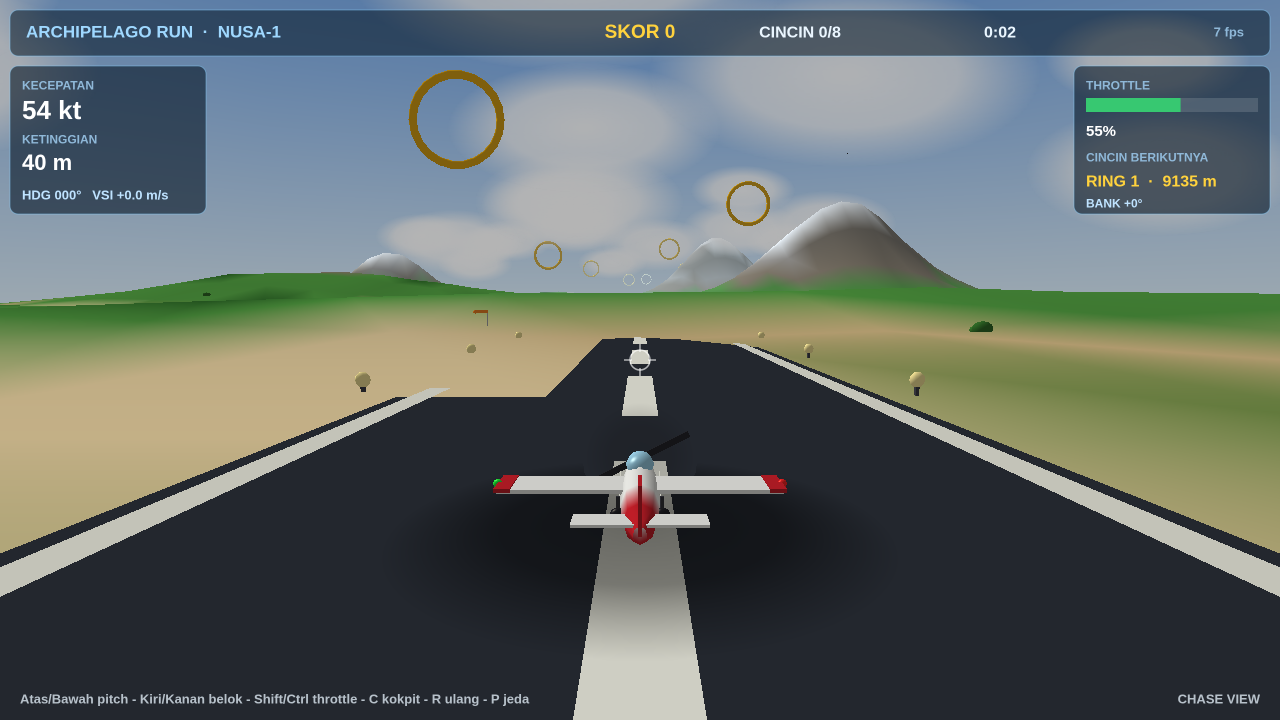 ARCHIPELAGO RUN · NUSA-1
SKOR 0
CINCIN 0/8
0:02
7 fps
KECEPATAN
54 kt
KETINGGIAN
40 m
HDG 000° VSI +0.0 m/s
THROTTLE
55%
CINCIN BERIKUTNYA
RING 1 · 9135 m
BANK +0°
Atas/Bawah pitch - Kiri/Kanan belok - Shift/Ctrl throttle - C kokpit - R ulang - P jeda
CHASE VIEW